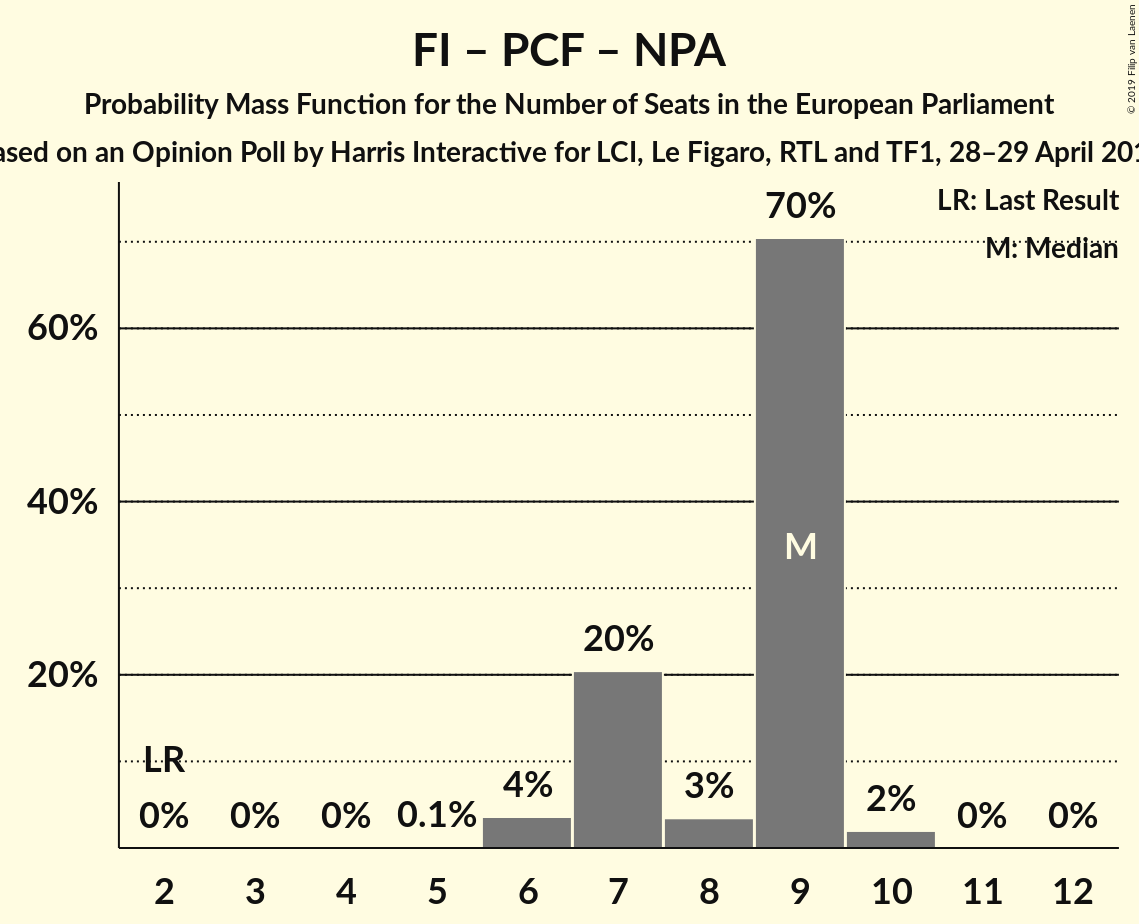 FI – PCF – NPA
Probability Mass Function for the Number of Seats in the European Parliament
ased on an Opinion Poll by Harris Interactive for LCI, Le Figaro, RTL and TF1, 28–29 April 201
© 2019 Filip van Laenen
LR: Last Result
M: Median
60%
40%
20%
LR
0% 0% 0% 0.1% 4% 20% 3% 70% 2% 0% 0%
M
2 3 4 5 6 7 8 9 10 11 12